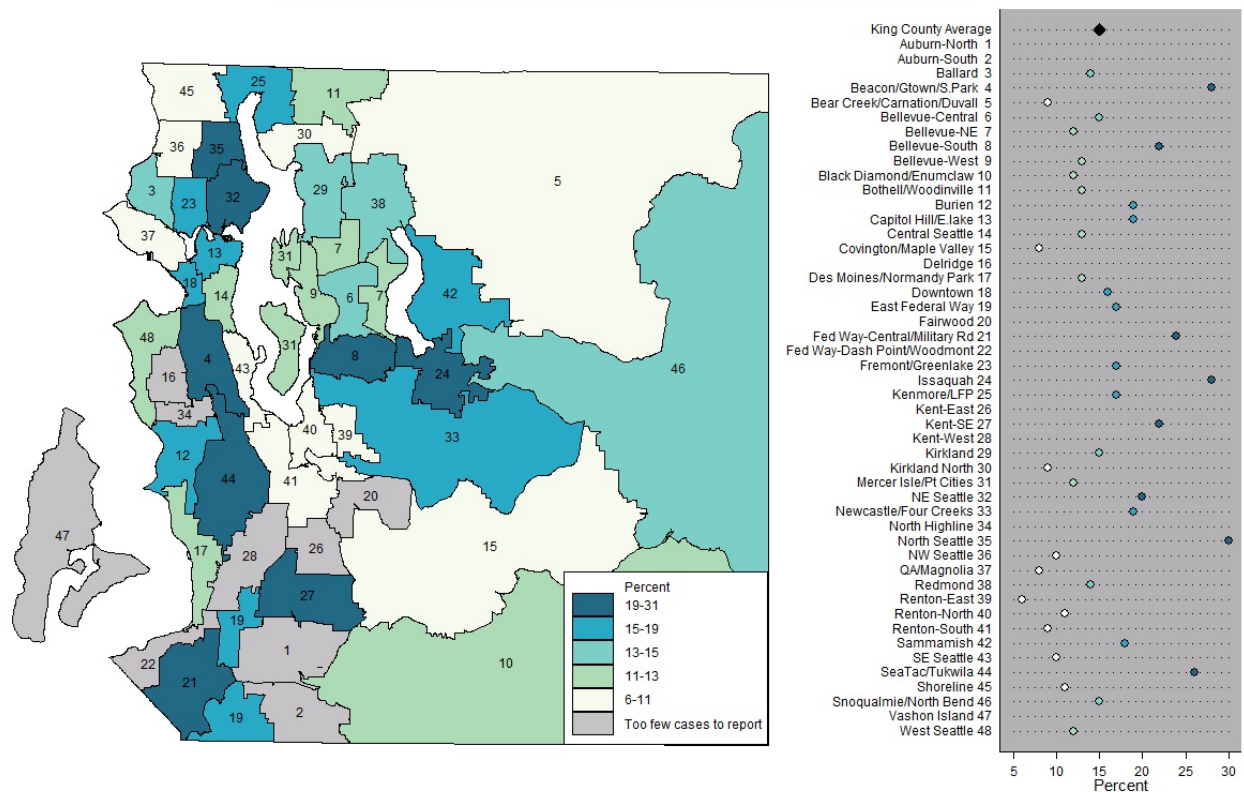 45
25
11
30
36
35
5
3
23
32
29
38
37
13
31
7
18
14
9
6
7
42
48
4
43
31
8
24
46
16
34
40
39
33
12
44
41
20
47
17
28
26
15
27
19
1
22
21
10
19
2
Percent
19-31
15-19
13-15
11-13
6-11
Too few cases to report
King County Average
Auburn-North 1
Auburn-South 2
Ballard 3
Beacon/Gtown/S.Park 4
Bear Creek/Carnation/Duvall 5
Bellevue-Central 6
Bellevue-NE 7
Bellevue-South 8
Bellevue-West 9
Black Diamond/Enumclaw 10
Bothell/Woodinville 11
Burien 12
Capitol Hill/E.lake 13
Central Seattle 14
Covington/Maple Valley 15
Delridge 16
Des Moines/Normandy Park 17
Downtown 18
East Federal Way 19
Fairwood 20
Fed Way-Central/Military Rd 21
Fed Way-Dash Point/Woodmont 22
Fremont/Greenlake 23
Issaquah 24
Kenmore/LFP 25
Kent-East 26
Kent-SE 27
Kent-West 28
Kirkland 29
Kirkland North 30
Mercer Isle/Pt Cities 31
NE Seattle 32
Newcastle/Four Creeks 33
North Highline 34
North Seattle 35
NW Seattle 36
QA/Magnolia 37
Redmond 38
Renton-East 39
Renton-North 40
Renton-South 41
Sammamish 42
SE Seattle 43
SeaTac/Tukwila 44
Shoreline 45
Snoqualmie/North Bend 46
Vashon Island 47
West Seattle 48
5 10 15 20 25 30
Percent